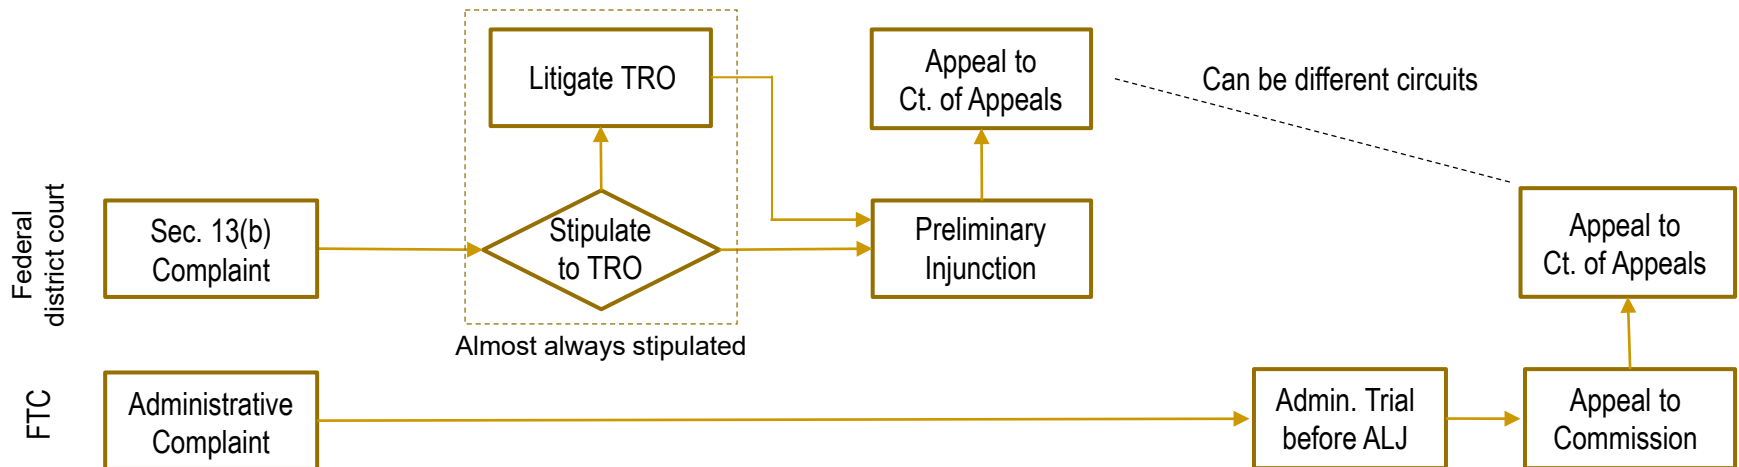 Litigate TRO
Appeal to
Ct. of Appeals
Can be different circuits
Federal
district court
Sec. 13(b)
Complaint
Stipulate
to TRO
Preliminary
Injunction
Appeal to
Ct. of Appeals
Almost always stipulated
FTC
Administrative
Complaint
Admin. Trial
before ALJ
Appeal to
Commission